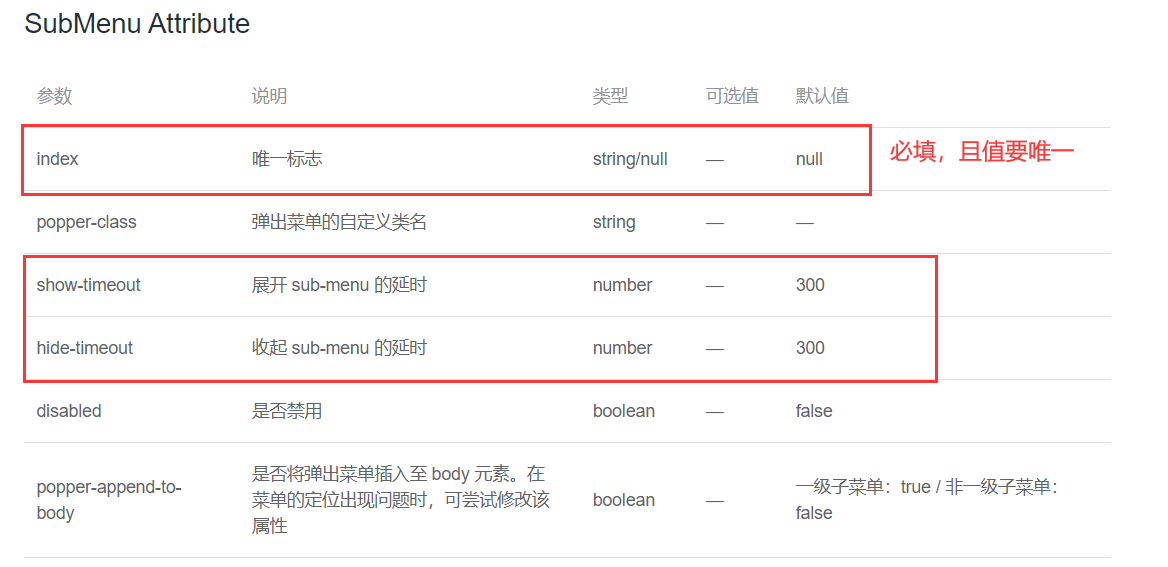 SubMenu Attribute
参数 说明 类型 可选值 默认值
index 唯一标志 string/null — null 必填，且值要唯一
popper-class 弹出菜单的自定义类名 string — —
show-timeout 展开 sub-menu 的延时 number — 300
hide-timeout 收起 sub-menu 的延时 number — 300
disabled 是否禁用 boolean — false
popper-append-to-
body
是否将弹出菜单插入至 body 元素。在
菜单的定位出现问题时，可尝试修改该
属性
boolean —
一级子菜单：true / 非一级子菜单：
false